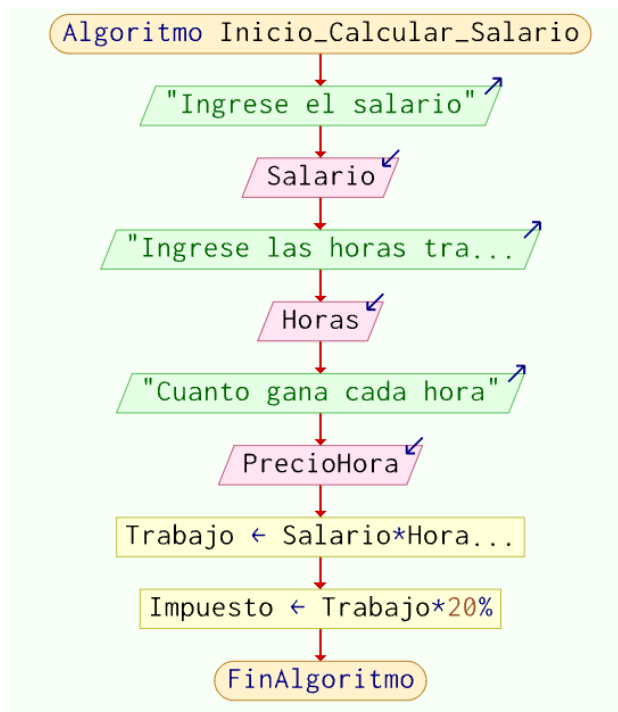 Algoritmo Inicio_Calcular_Salario
"Ingrese el salario"
Salario
"Ingrese las horas tra...
Horas
"Cuanto gana cada hora"
PrecioHora
Trabajo ← Salario*Hora...
Impuesto ← Trabajo*20%
FinAlgoritmo